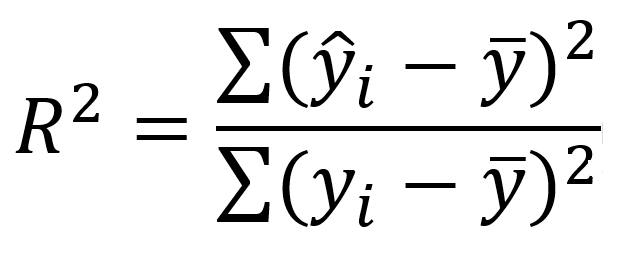 R² = ∑(ŷᵢ − ȳ)² / ∑(yᵢ − ȳ)²